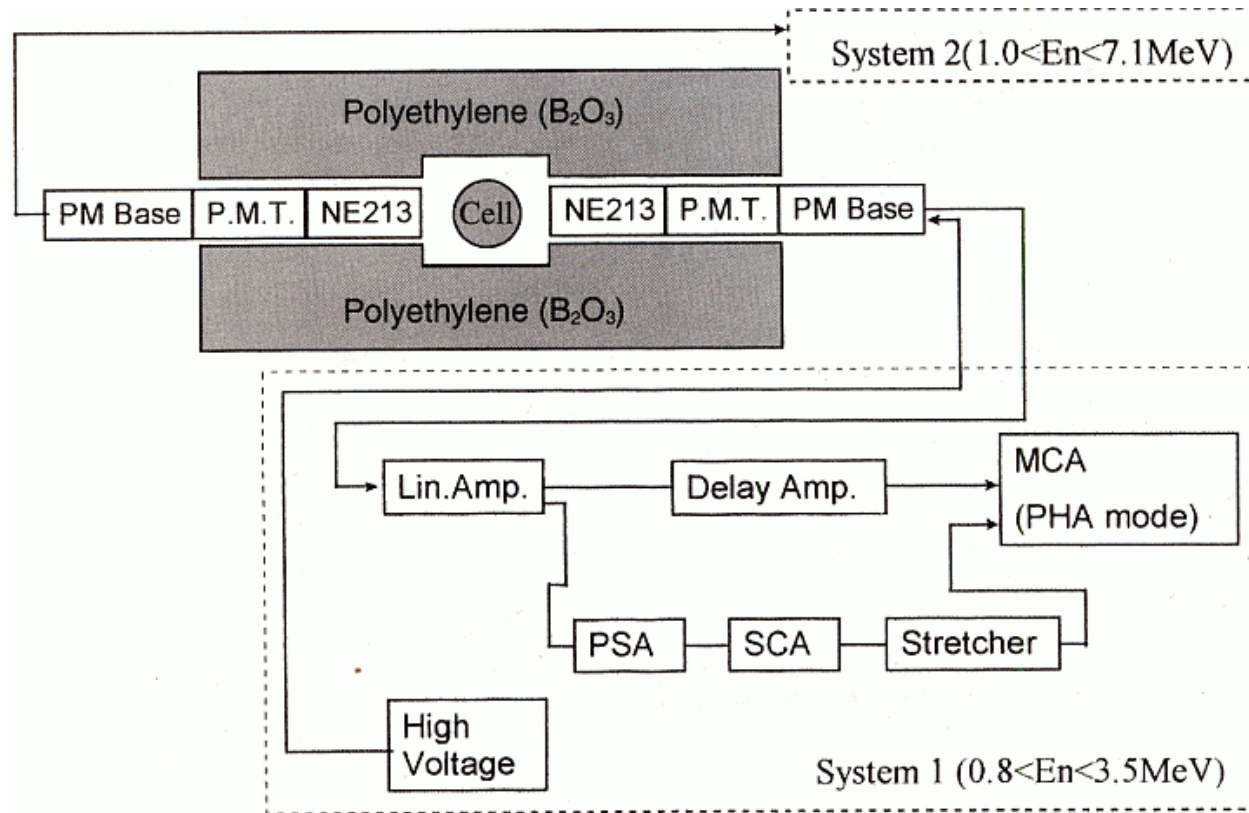 System 2(1.0<En<7.1MeV)
Polyethylene (B₂O₃)
PM Base
P.M.T.
NE213
Cell
NE213
P.M.T.
PM Base
Polyethylene (B₂O₃)
Lin.Amp.
Delay Amp.
MCA
(PHA mode)
PSA
SCA
Stretcher
High
Voltage
System 1 (0.8<En<3.5MeV)